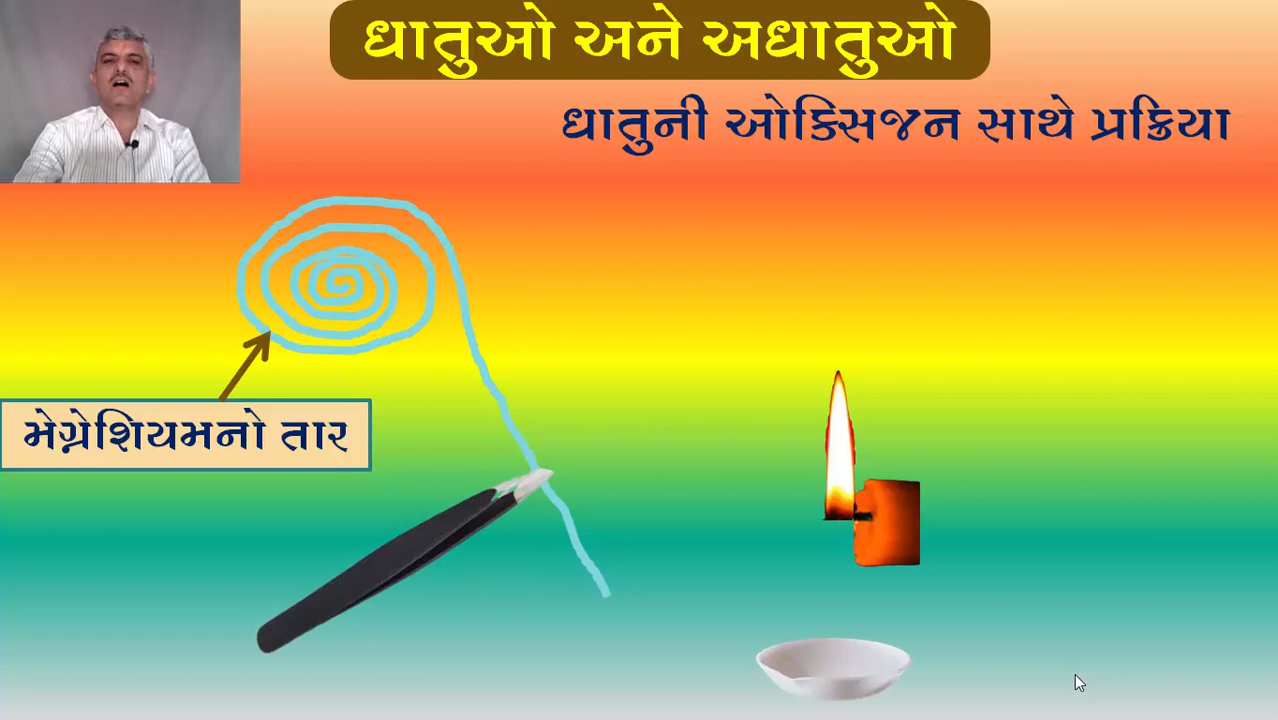 ધાતુઓ અને અધાતુઓ
ધાતુની ઓક્સિજન સાથે પ્રક્રિયા
મેગ્નેશિયમનો તાર